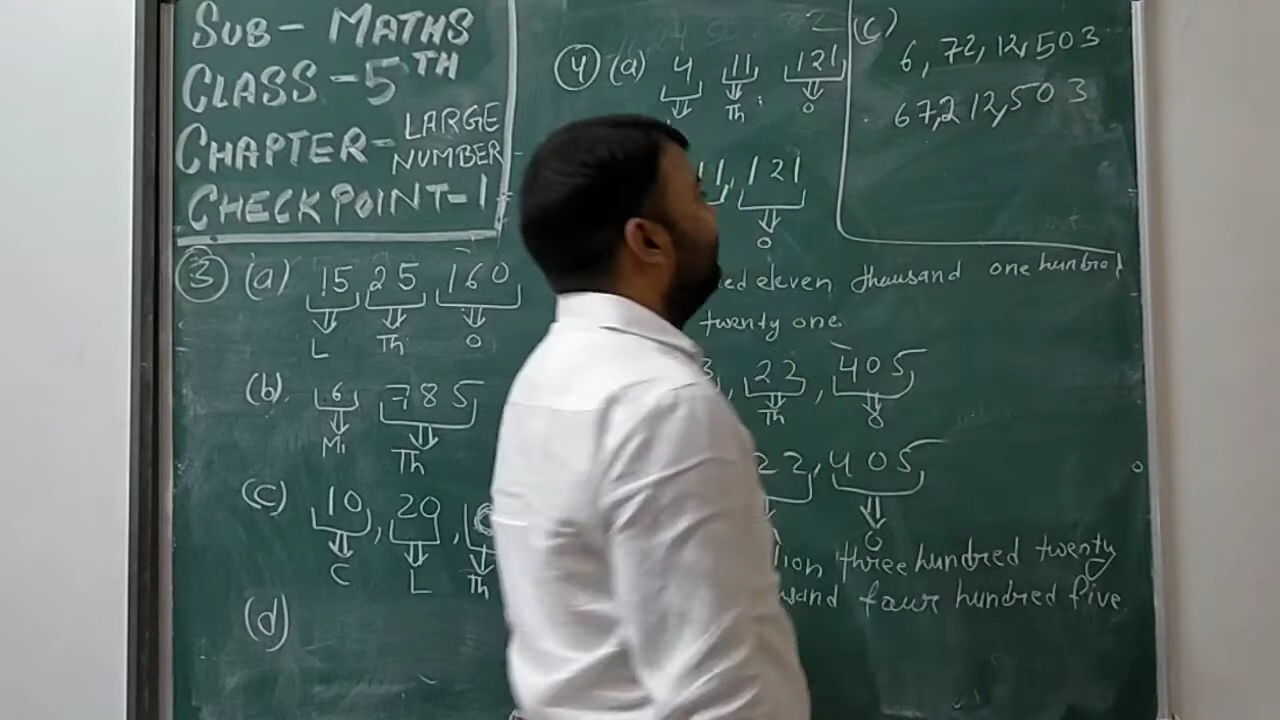 SUB- MATHS
CLASS-5TH
CHAPTER- LARGE NUMBER
CHECKPOINT-1
(3) (a) 15 25 160
L Th O
(b) 6 785
Mi Th
(c) 10, 20,
C L Th
(d)
(4) (a) 4 11 121
Th O
11, 121
O
eleven thousand one hundred
twenty one
3, 22, 405
Th O
22, 405
O
three hundred twenty
four hundred five
(c) 6,72,12,503
67,212,503